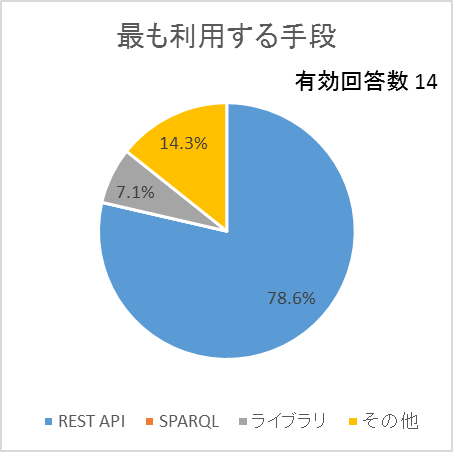 最も利用する手段
有効回答数 14
14.3%
7.1%
78.6%
REST API SPARQL ライブラリ その他